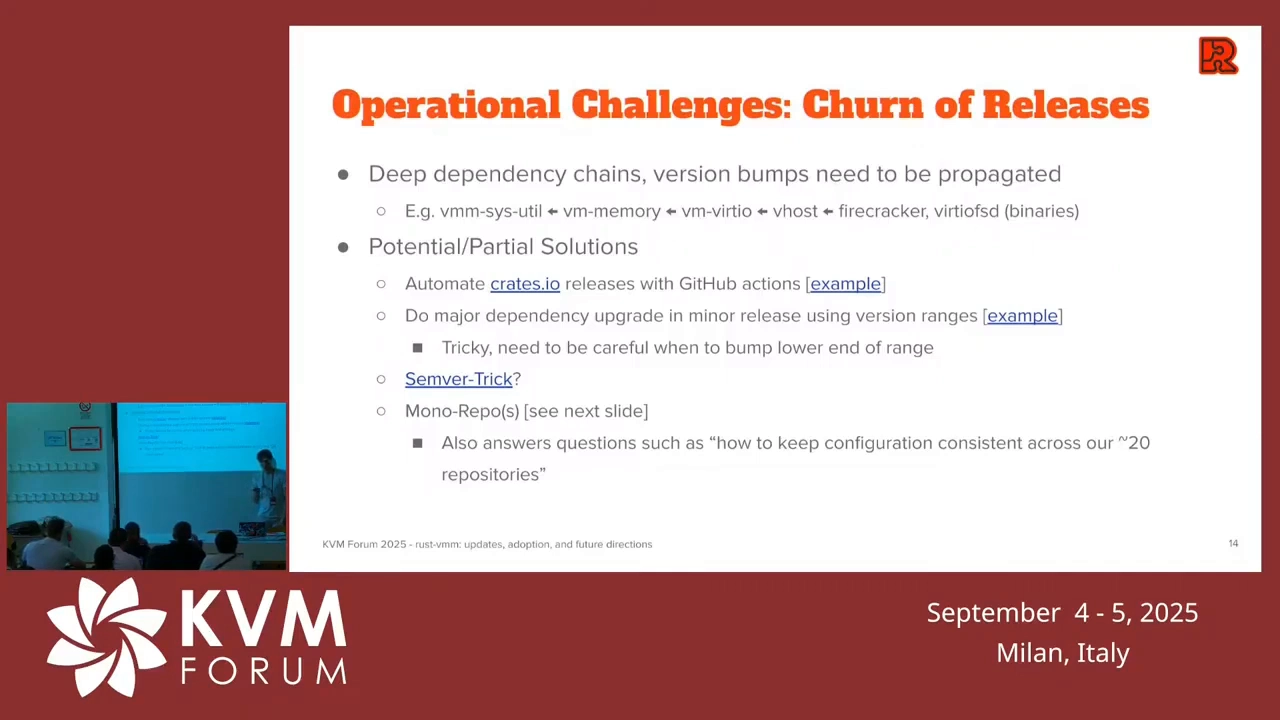 Operational Challenges: Churn of Releases
● Deep dependency chains, version bumps need to be propagated
○ E.g. vmm-sys-util ← vm-memory ← vm-virtio ← vhost ← firecracker, virtiofsd (binaries)
● Potential/Partial Solutions
○ Automate crates.io releases with GitHub actions [example]
○ Do major dependency upgrade in minor release using version ranges [example]
■ Tricky, need to be careful when to bump lower end of range
○ Semver-Trick?
○ Mono-Repo(s) [see next slide]
■ Also answers questions such as “how to keep configuration consistent across our ~20
repositories”
KVM Forum 2025 - rust-vmm: updates, adoption, and future directions
14
KVM
FORUM
September 4 - 5, 2025
Milan, Italy